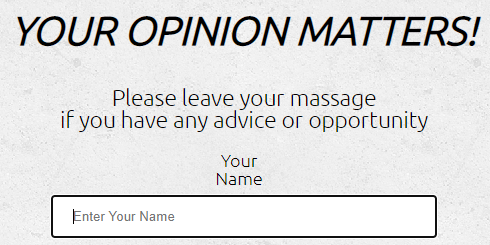 YOUR OPINION MATTERS!
Please leave your massage
if you have any advice or opportunity
Your
Name
Enter Your Name